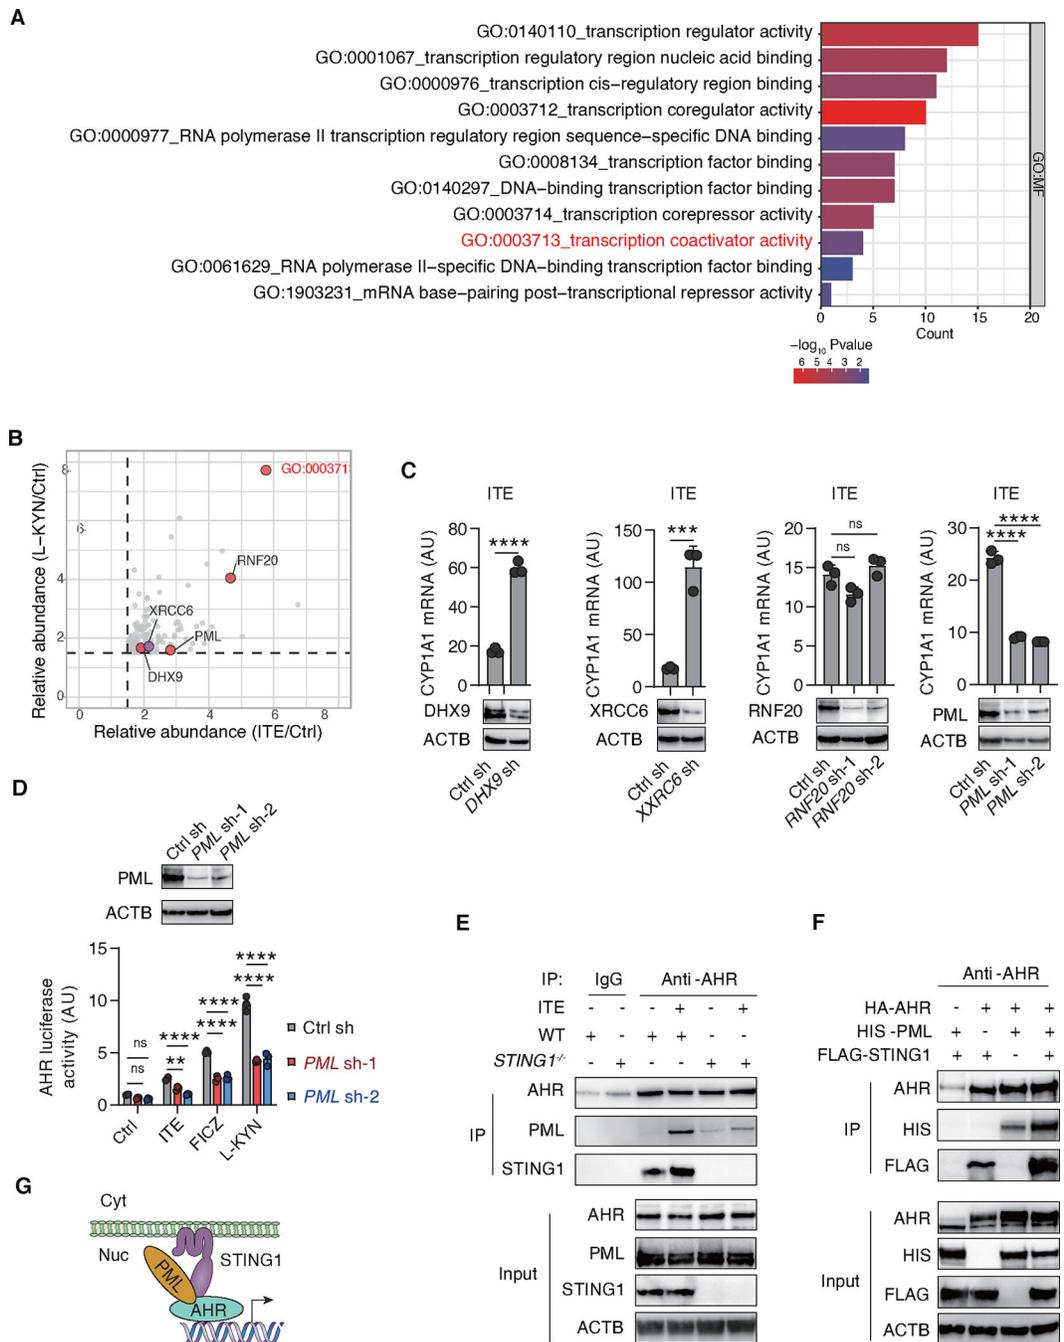 A
GO:0140110_transcription regulator activity
GO:0001067_transcription regulatory region nucleic acid binding
GO:0000976_transcription cis-regulatory region binding
GO:0003712_transcription coregulator activity
GO:0000977_RNA polymerase II transcription regulatory region sequence-specific DNA binding
GO:0008134_transcription factor binding
GO:0140297_DNA-binding transcription factor binding
GO:0003714_transcription corepressor activity
GO:0003713_transcription coactivator activity
GO:0061629_RNA polymerase II-specific DNA-binding transcription factor binding
GO:1903231_mRNA base-pairing post-transcriptional repressor activity
GO:MF
0 5 10 15 20
Count
-log10 Pvalue
6 5 4 3 2
B
Relative abundance (L-KYN/Ctrl)
8
6
4
2
0
GO:000371
RNF20
XRCC6
PML
DHX9
0 2 4 6 8
Relative abundance (ITE/Ctrl)
C
ITE
CYP1A1 mRNA (AU)
80
60
40
20
0
****
DHX9
ACTB
Ctrl sh
DHX9 sh
ITE
CYP1A1 mRNA (AU)
150
100
50
0
***
XRCC6
ACTB
Ctrl sh
XXRC6 sh
ITE
CYP1A1 mRNA (AU)
20
15
10
5
0
ns
ns
RNF20
ACTB
Ctrl sh
RNF20 sh-1
RNF20 sh-2
ITE
CYP1A1 mRNA (AU)
30
20
10
0
****
****
PML
ACTB
Ctrl sh
PML sh-1
PML sh-2
D
Ctrl sh
PML sh-1
PML sh-2
PML
ACTB
AHR luciferase
activity (AU)
15
10
5
0
ns
ns
****
**
****
****
****
****
Ctrl
ITE
FICZ
L-KYN
Ctrl sh
PML sh-1
PML sh-2
E
IP: IgG Anti-AHR
ITE - - - + - +
WT + - + + - -
STING1-/- - + - - + +
IP
AHR
PML
STING1
Input
AHR
PML
STING1
ACTB
F
Anti-AHR
HA-AHR - + + +
HIS-PML + - + +
FLAG-STING1 + + - +
IP
AHR
HIS
FLAG
Input
AHR
HIS
FLAG
ACTB
G
Cyt
Nuc
STING1
PML
AHR